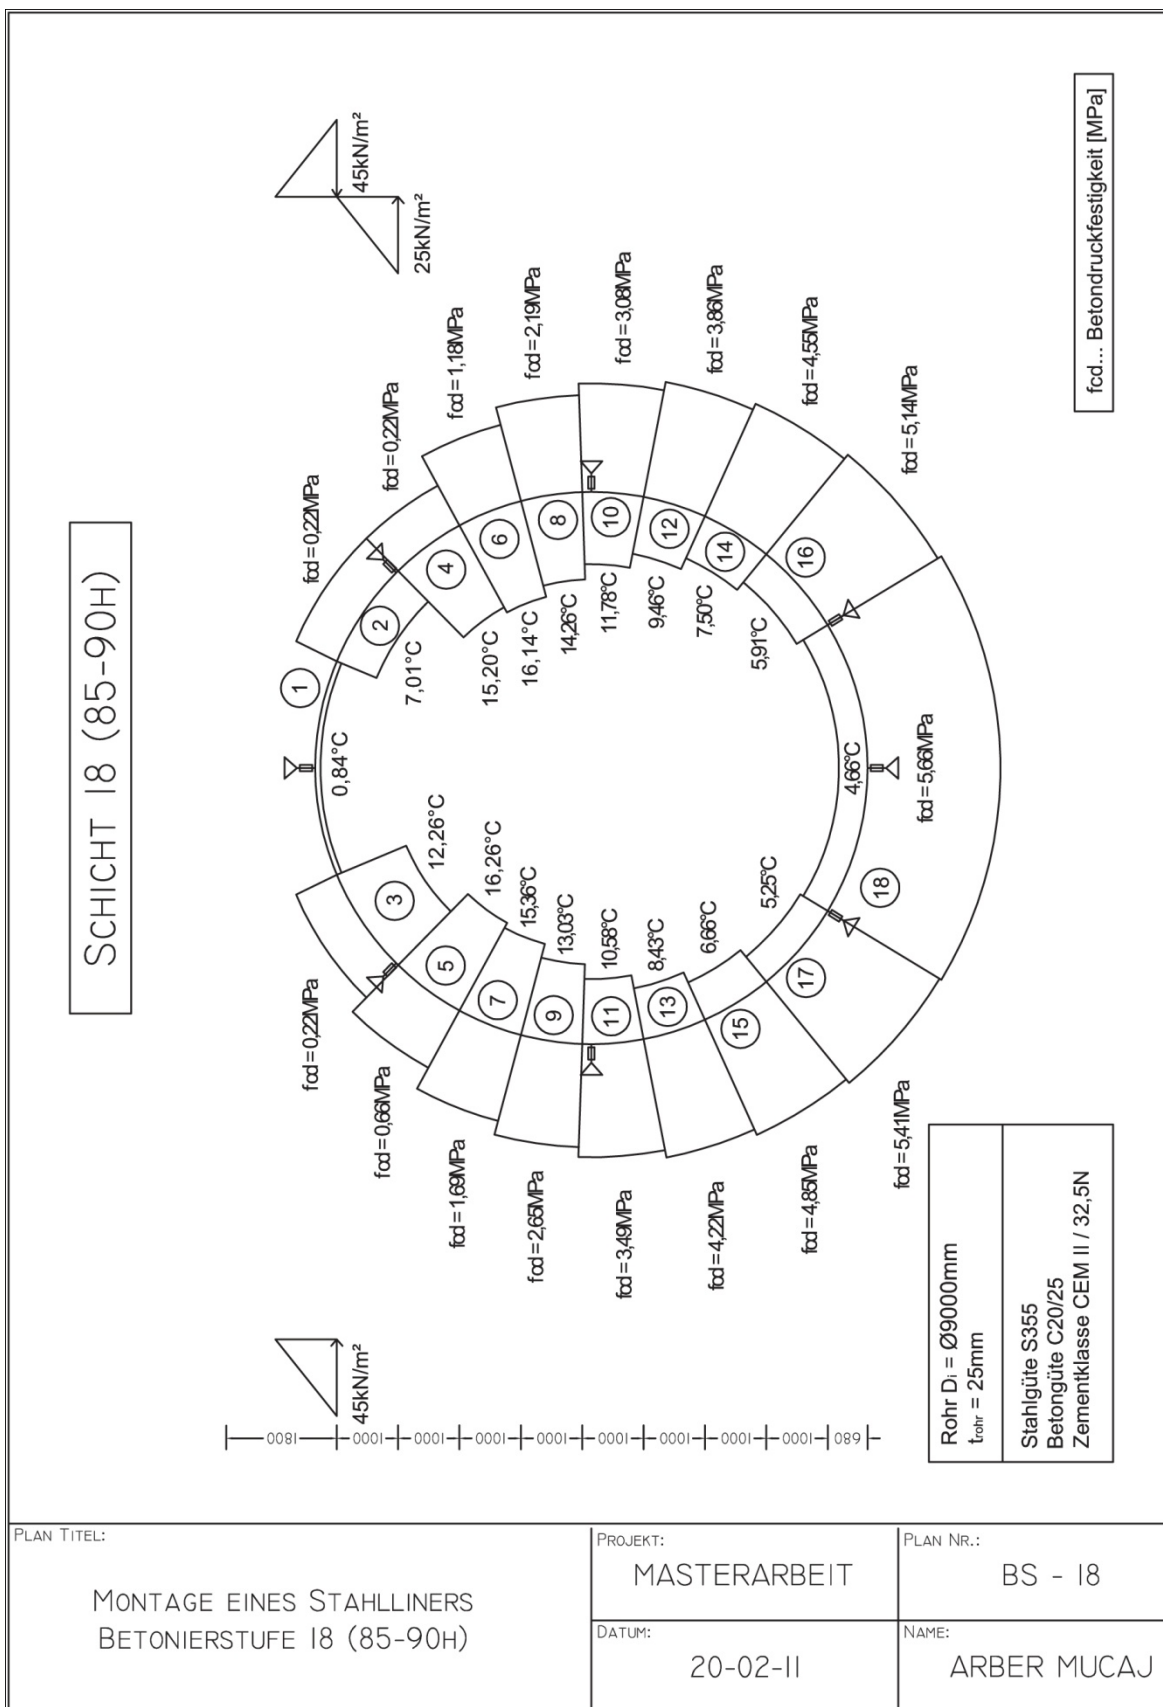 SCHICHT 18 (85-90H)
45kN/m²
45kN/m²
25kN/m²
1
2
3
4
5
6
7
8
9
10
11
12
13
14
15
16
17
18
fcd = 0,22MPa
fcd = 0,22MPa
fcd = 1,18MPa
fcd = 2,19MPa
fcd = 3,08MPa
fcd = 3,86MPa
fcd = 4,55MPa
fcd = 5,14MPa
fcd = 5,66MPa
fcd = 0,22MPa
fcd = 0,66MPa
fcd = 1,69MPa
fcd = 2,65MPa
fcd = 3,49MPa
fcd = 4,22MPa
fcd = 4,85MPa
fcd = 5,41MPa
0,84°C
7,01°C
15,20°C
16,14°C
14,26°C
11,78°C
9,46°C
7,50°C
5,91°C
4,66°C
12,26°C
16,26°C
15,36°C
13,03°C
10,58°C
8,43°C
6,66°C
5,25°C
1800
1000
1000
1000
1000
1000
1000
1000
1000
680
Rohr Di = Ø9000mm
trohr = 25mm
Stahlgüte S355
Betongüte C20/25
Zementklasse CEM II / 32,5N
fcd... Betondruckfestigkeit [MPa]
PLAN TITEL:
MONTAGE EINES STAHLLINERS
BETONIERSTUFE 18 (85-90H)
PROJEKT:
MASTERARBEIT
PLAN NR.:
BS - 18
DATUM:
20-02-11
NAME:
ARBER MUCAJ